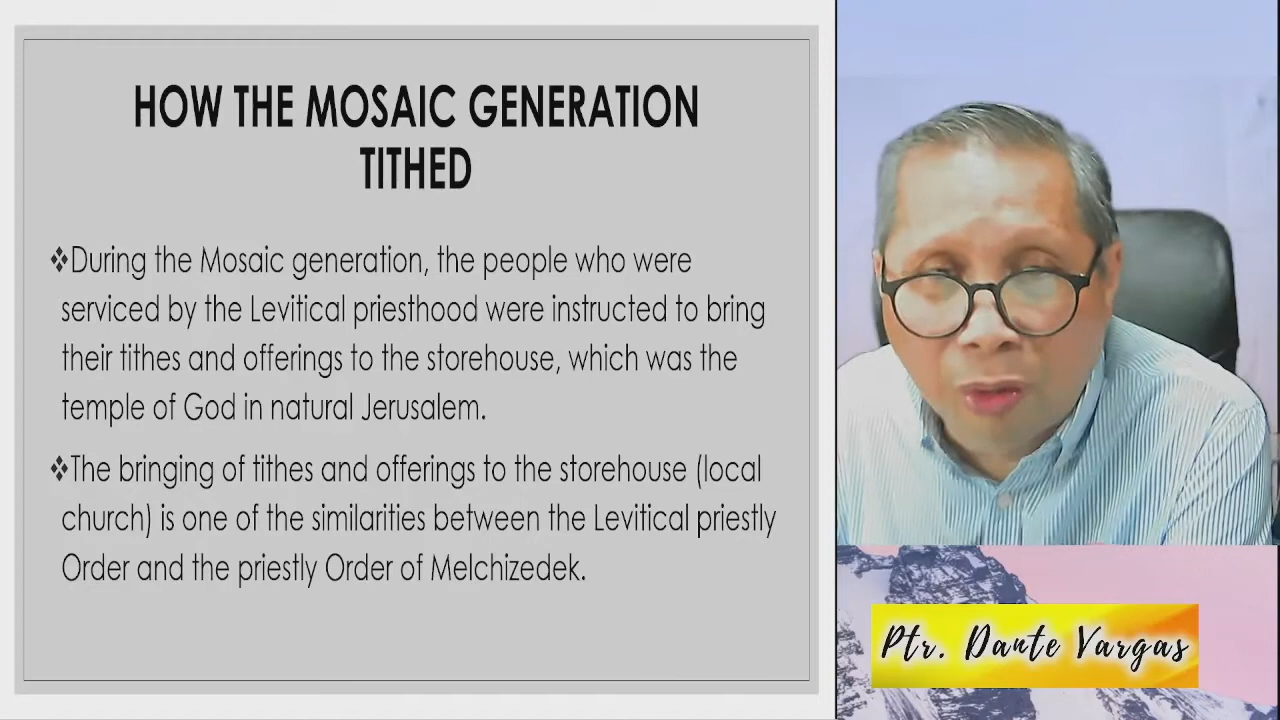 HOW THE MOSAIC GENERATION
TITHED
❖During the Mosaic generation, the people who were
serviced by the Levitical priesthood were instructed to bring
their tithes and offerings to the storehouse, which was the
temple of God in natural Jerusalem.
❖The bringing of tithes and offerings to the storehouse (local
church) is one of the similarities between the Levitical priestly
Order and the priestly Order of Melchizedek.
Ptr. Dante Vargas